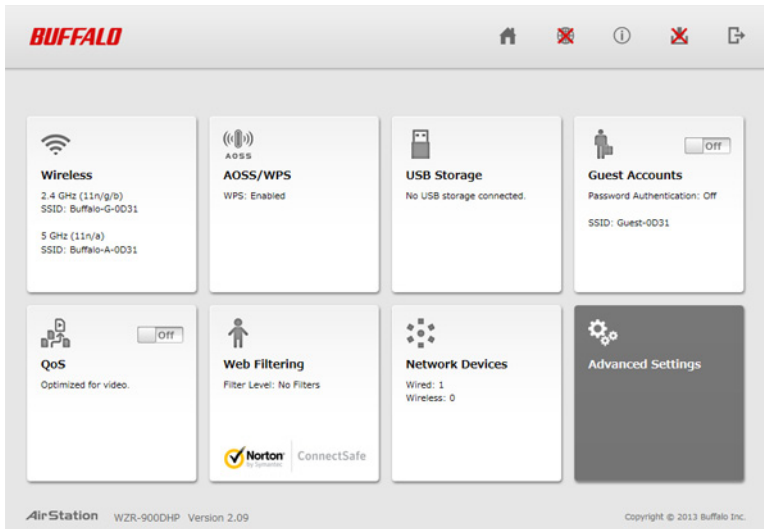 BUFFALO
Wireless
2.4 GHz (11n/g/b)
SSID: Buffalo-G-0D31
5 GHz (11n/a)
SSID: Buffalo-A-0D31
AOSS
AOSS/WPS
WPS: Enabled
USB Storage
No USB storage connected.
Off
Guest Accounts
Password Authentication: Off
SSID: Guest-0D31
Off
QoS
Optimized for video.
Web Filtering
Filter Level: No Filters
Norton
by Symantec
ConnectSafe
Network Devices
Wired: 1
Wireless: 0
Advanced Settings
AirStation WZR-900DHP Version 2.09
Copyright © 2013 Buffalo Inc.